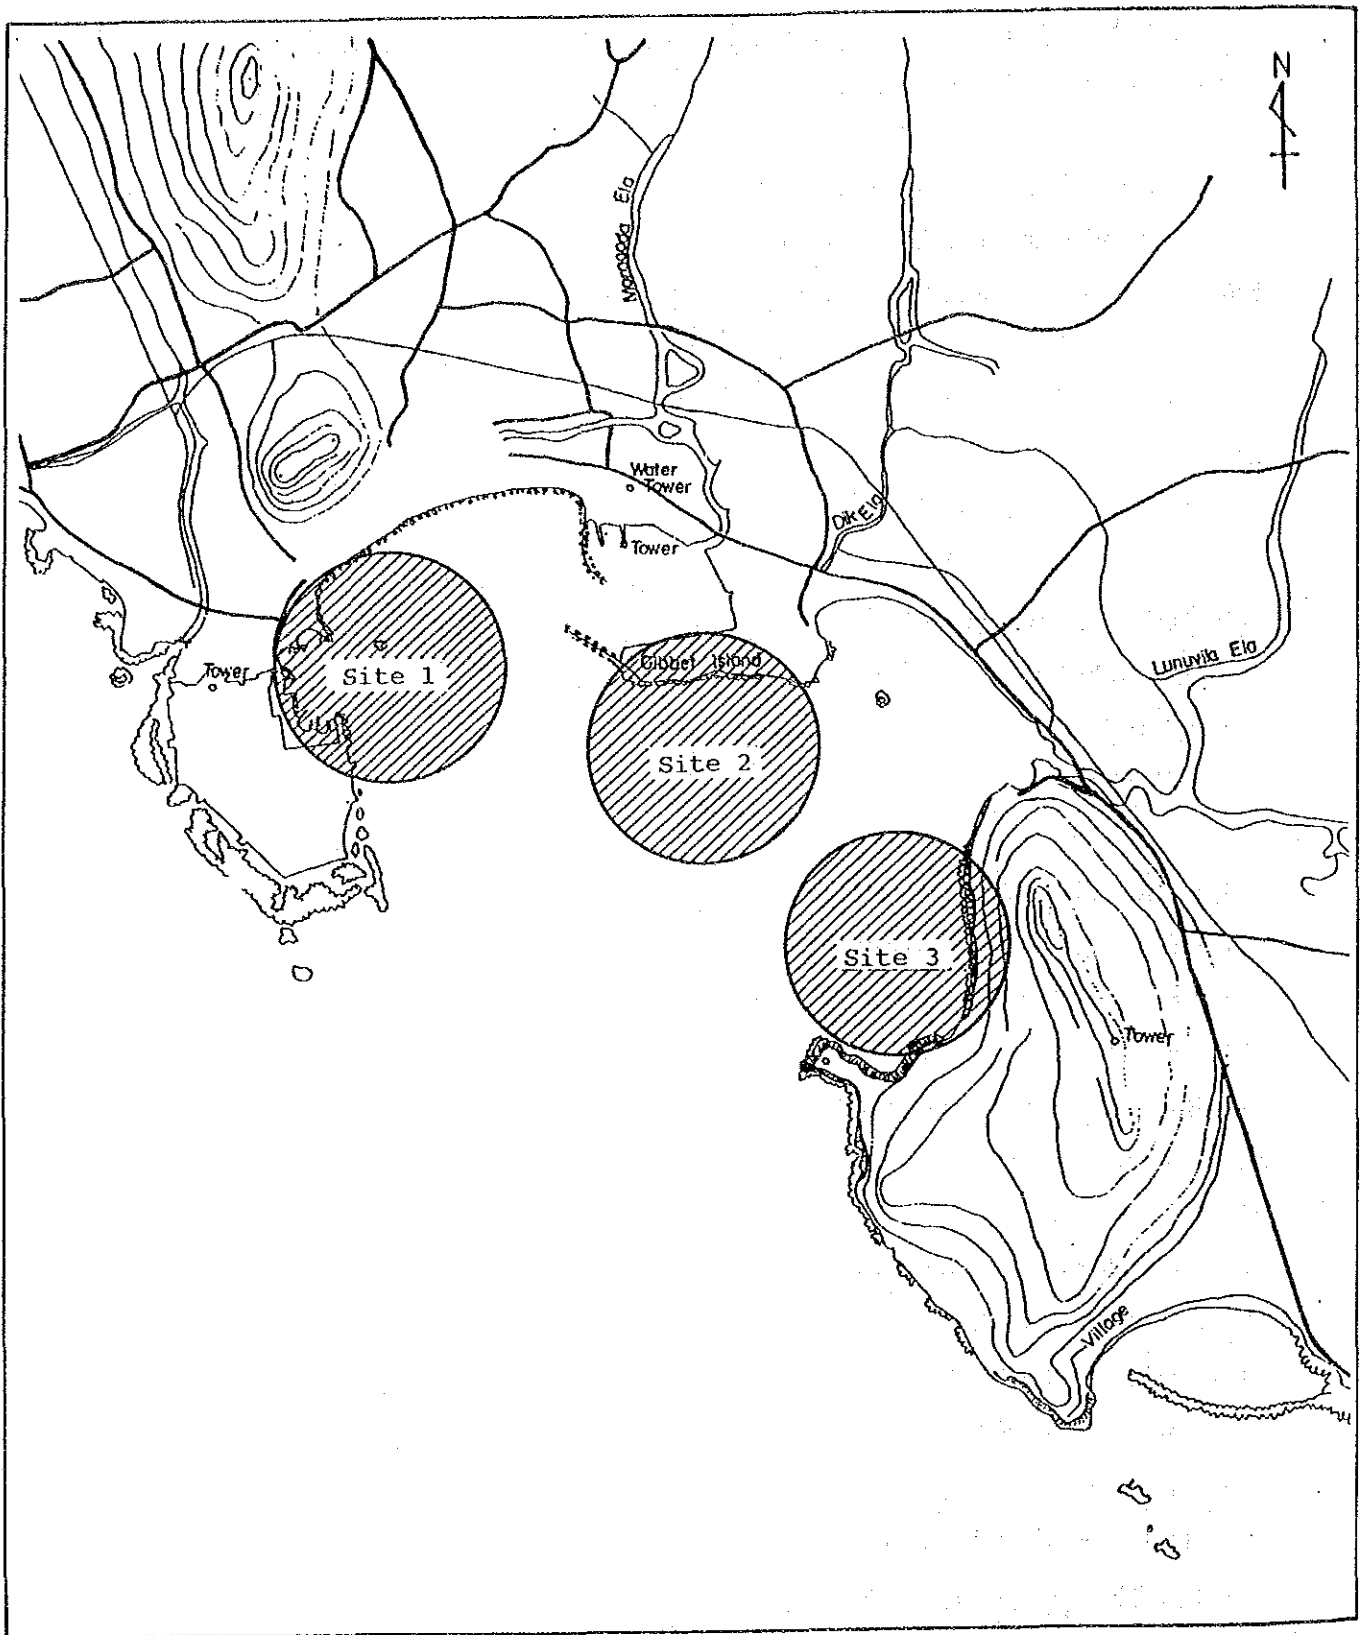 N
Moragoda Ela
Water
Tower
Dik Ela
Tower
Gibbet Island
Tower
Site 1
Lunuvila Ela
Site 2
Site 3
Tower
Village